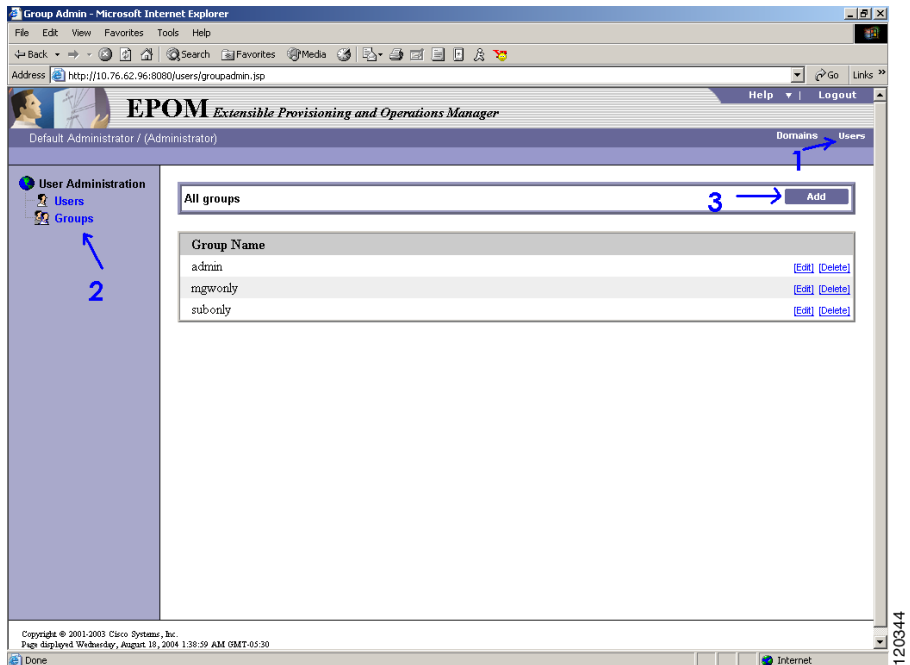 Group Admin - Microsoft Internet Explorer
File Edit View Favorites Tools Help
Back Search Favorites Media
Address http://10.76.62.96:8080/users/groupadmin.jsp Go Links »
EPOM Extensible Provisioning and Operations Manager
Help | Logout
Default Administrator / (Administrator)
Domains Users
1
User Administration
Users
Groups
2
All groups
3
Add
Group Name
admin [Edit] [Delete]
mgwonly [Edit] [Delete]
subonly [Edit] [Delete]
Copyright © 2001-2003 Cisco Systems, Inc.
Page displayed Wednesday, August 18, 2004 1:38:59 AM GMT-05:30
Done Internet
120344